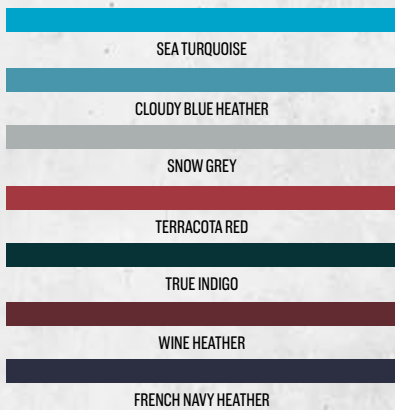 SEA TURQUOISE
CLOUDY BLUE HEATHER
SNOW GREY
TERRACOTA RED
TRUE INDIGO
WINE HEATHER
FRENCH NAVY HEATHER